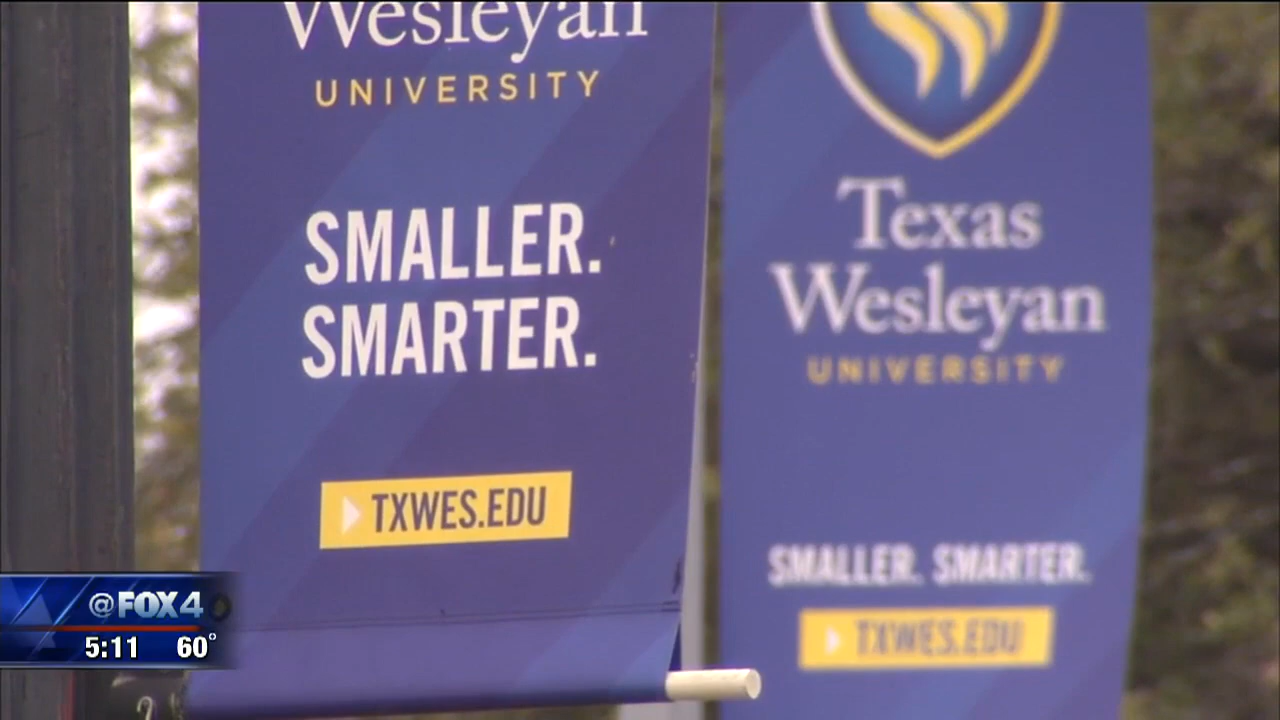 Wesleyan
UNIVERSITY
SMALLER.
SMARTER.
TXWES.EDU
Texas
Wesleyan
UNIVERSITY
SMALLER. SMARTER.
TXWES.EDU
@FOX4
5:11 60°